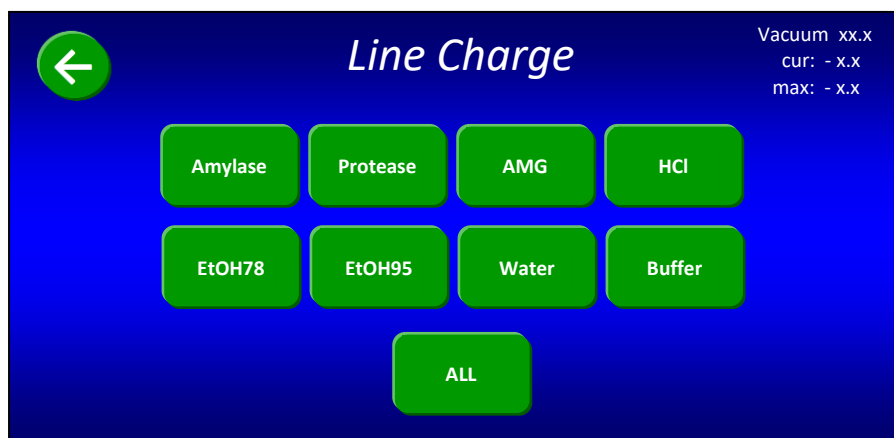 Line Charge
Vacuum xx.x
cur: - x.x
max: - x.x
Amylase Protease AMG HCl
EtOH78 EtOH95 Water Buffer
ALL